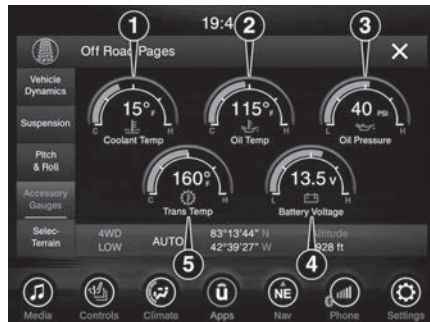 1 2 3
19:4
Off Road Pages
Vehicle Dynamics
Suspension
Pitch & Roll
Accessory Gauges
Selec-Terrain
15° F
C H
Coolant Temp
115° F
C H
Oil Temp
40 PSI
L H
Oil Pressure
160° F
C H
Trans Temp
13.5 v
L H
Battery Voltage
4WD LOW
AUTO
83°13'44" N
42°39'27" W
Altitude
928 ft
5 4
Media Controls Climate Apps Nav Phone Settings
û
NE